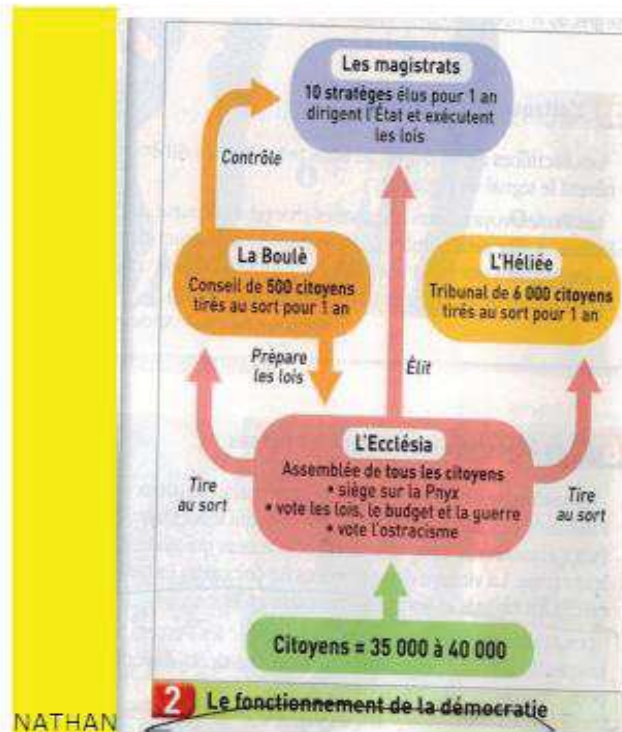 Les magistrats
10 stratèges élus pour 1 an
dirigent l'État et exécutent
les lois
Contrôle
La Boulè
Conseil de 500 citoyens
tirés au sort pour 1 an
L'Héliée
Tribunal de 6 000 citoyens
tirés au sort pour 1 an
Prépare
les lois
Élit
L'Ecclésia
Assemblée de tous les citoyens
• siège sur la Pnyx
• vote les lois, le budget et la guerre
• vote l'ostracisme
Tire
au sort
Tire
au sort
Citoyens = 35 000 à 40 000
2 Le fonctionnement de la démocratie
NATHAN